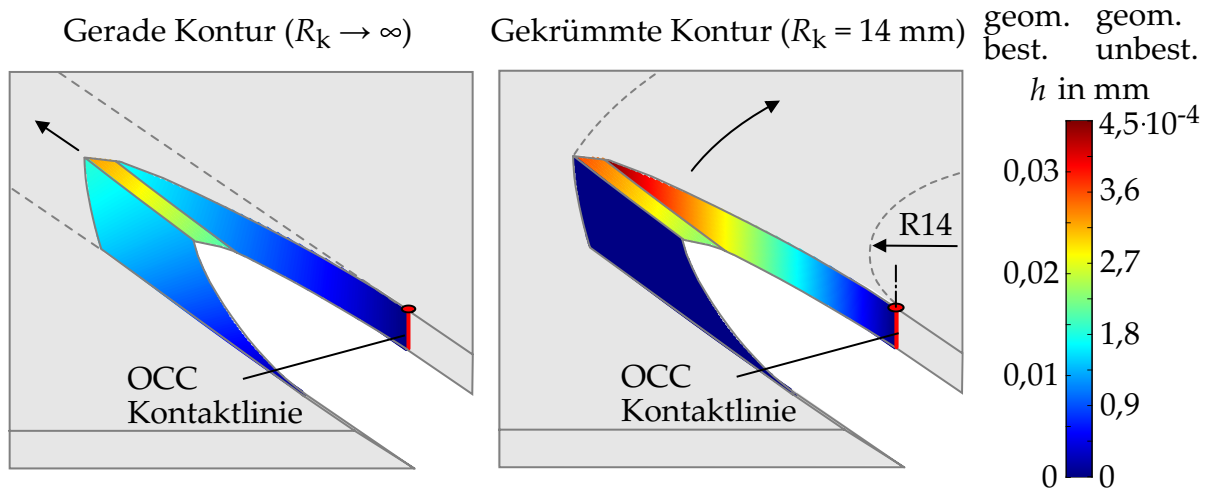 Gerade Kontur (Rk → ∞)
Gekrümmte Kontur (Rk = 14 mm)
geom. best.
geom. unbest.
h in mm
R14
OCC
Kontaktlinie
OCC
Kontaktlinie
0,03
0,02
0,01
0
4,5·10-4
3,6
2,7
1,8
0,9
0